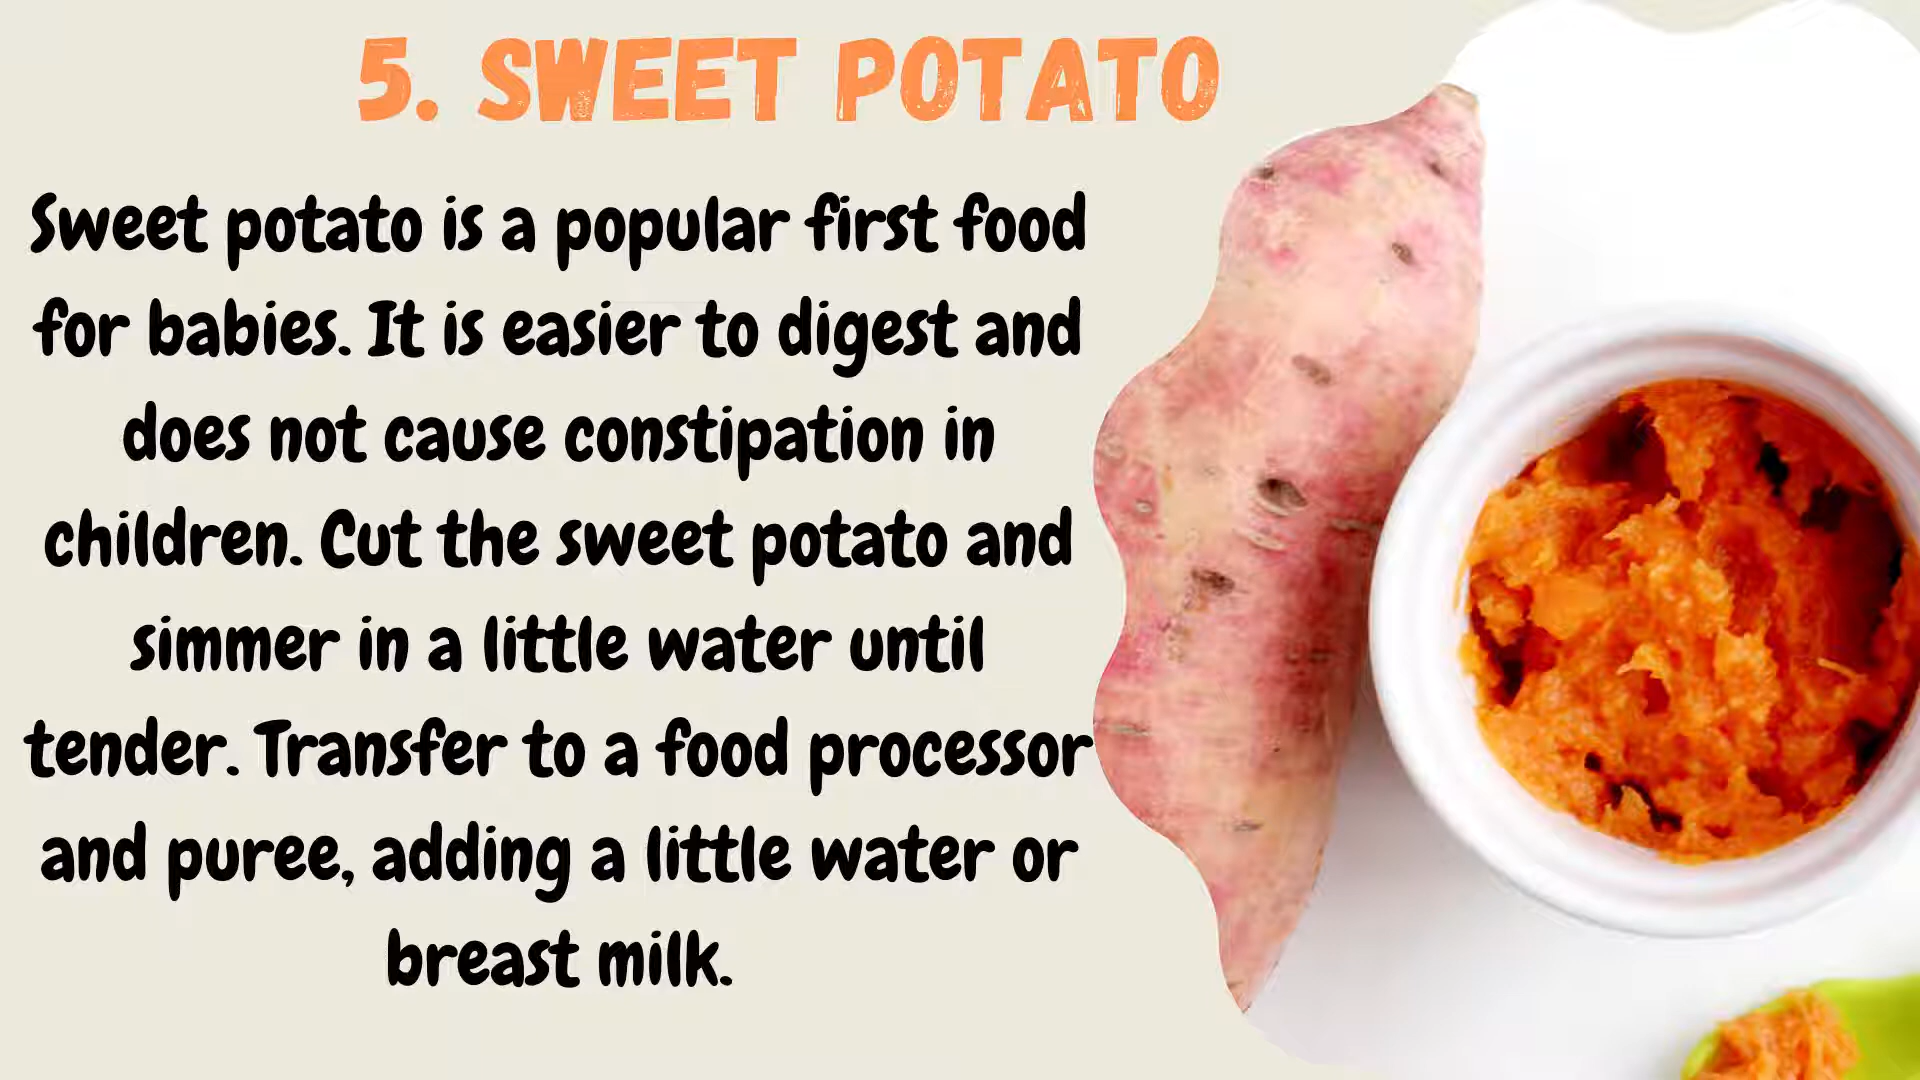 5. SWEET POTATO
Sweet potato is a popular first food
for babies. It is easier to digest and
does not cause constipation in
children. Cut the sweet potato and
simmer in a little water until
tender. Transfer to a food processor
and puree, adding a little water or
breast milk.